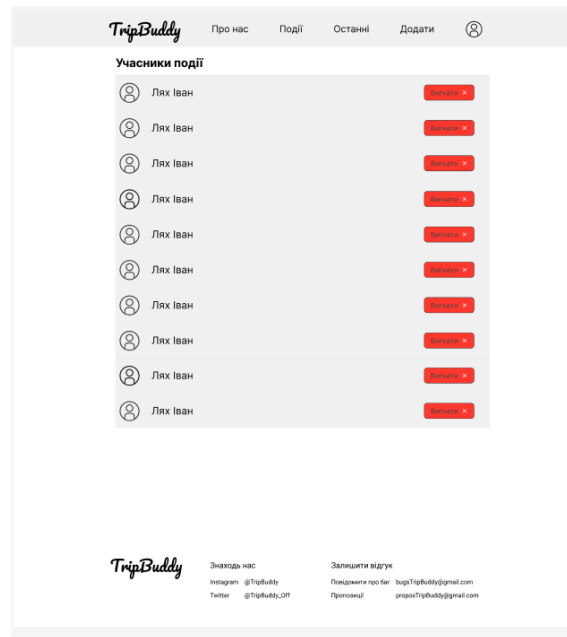 TripBuddy Про нас Події Останні Додати
Учасники події
Лях Іван Вигнати ×
Лях Іван Вигнати ×
Лях Іван Вигнати ×
Лях Іван Вигнати ×
Лях Іван Вигнати ×
Лях Іван Вигнати ×
Лях Іван Вигнати ×
Лях Іван Вигнати ×
Лях Іван Вигнати ×
Лях Іван Вигнати ×
TripBuddy Знаходь нас Залишити відгук
Instagram @TripBuddy Повідомити про баг bugsTripBuddy@gmail.com
Twitter @TripBuddy_Off Пропозиції proposTripBuddy@gmail.com